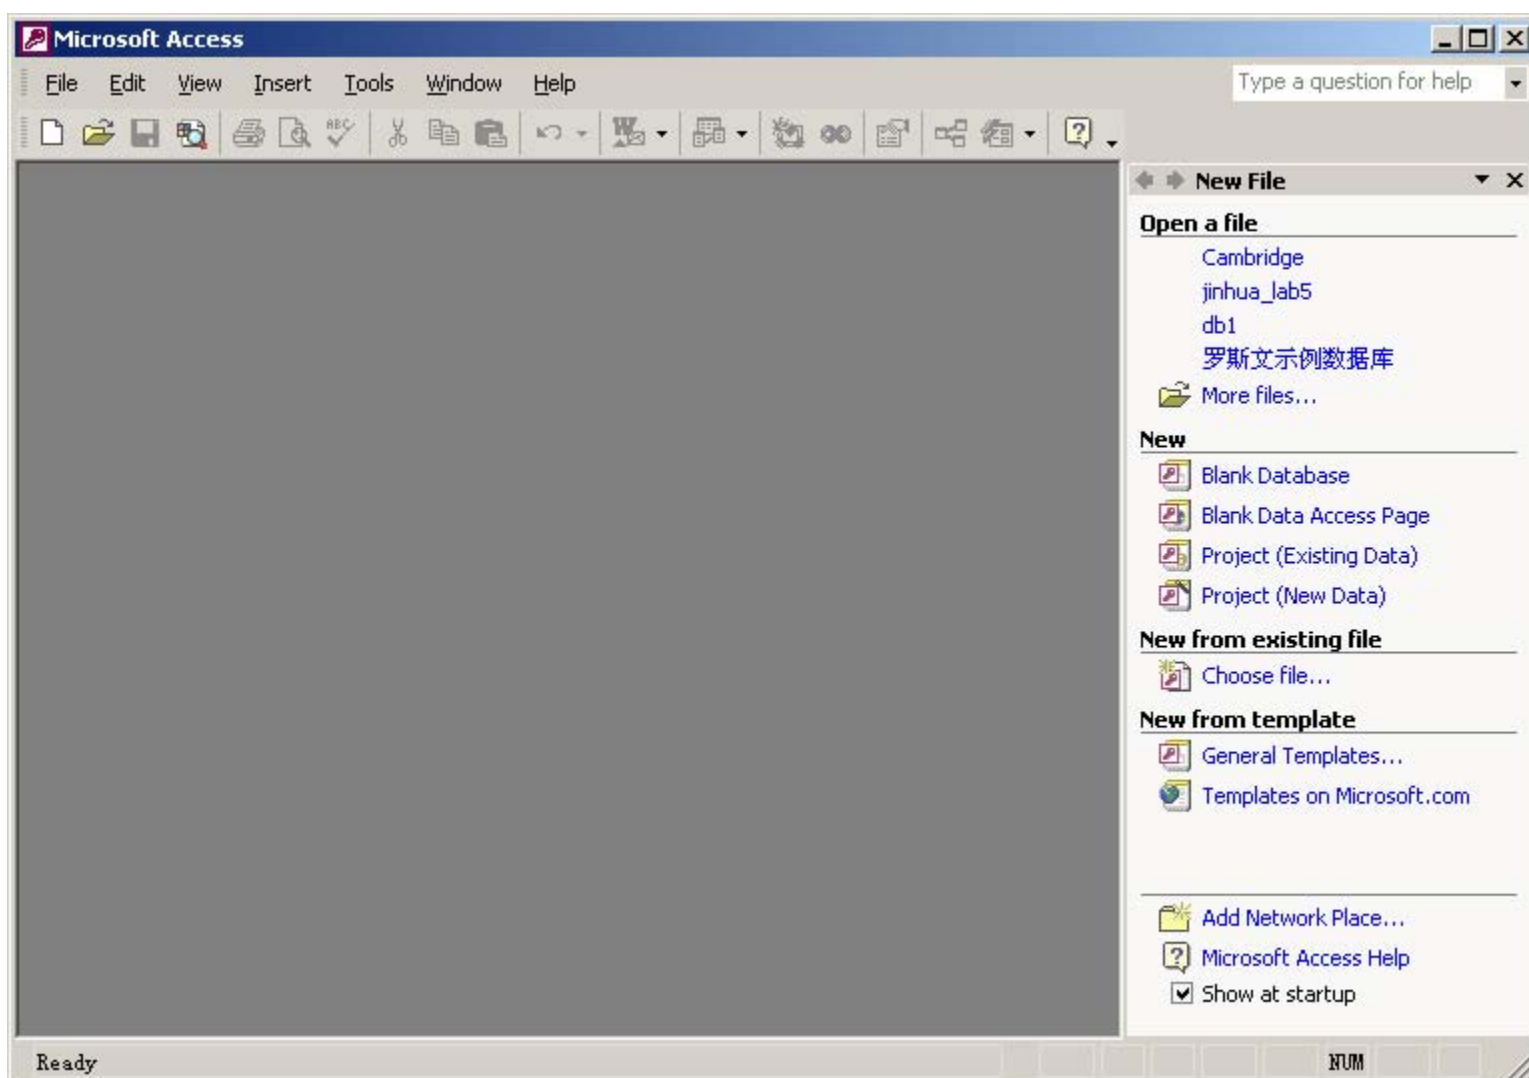 Microsoft Access
File Edit View Insert Tools Window Help
Type a question for help
ABC
New File
Open a file
Cambridge
jinhua_lab5
db1
罗斯文示例数据库
More files...
New
Blank Database
Blank Data Access Page
Project (Existing Data)
Project (New Data)
New from existing file
Choose file...
New from template
General Templates...
Templates on Microsoft.com
Add Network Place...
Microsoft Access Help
Show at startup
Ready NUM